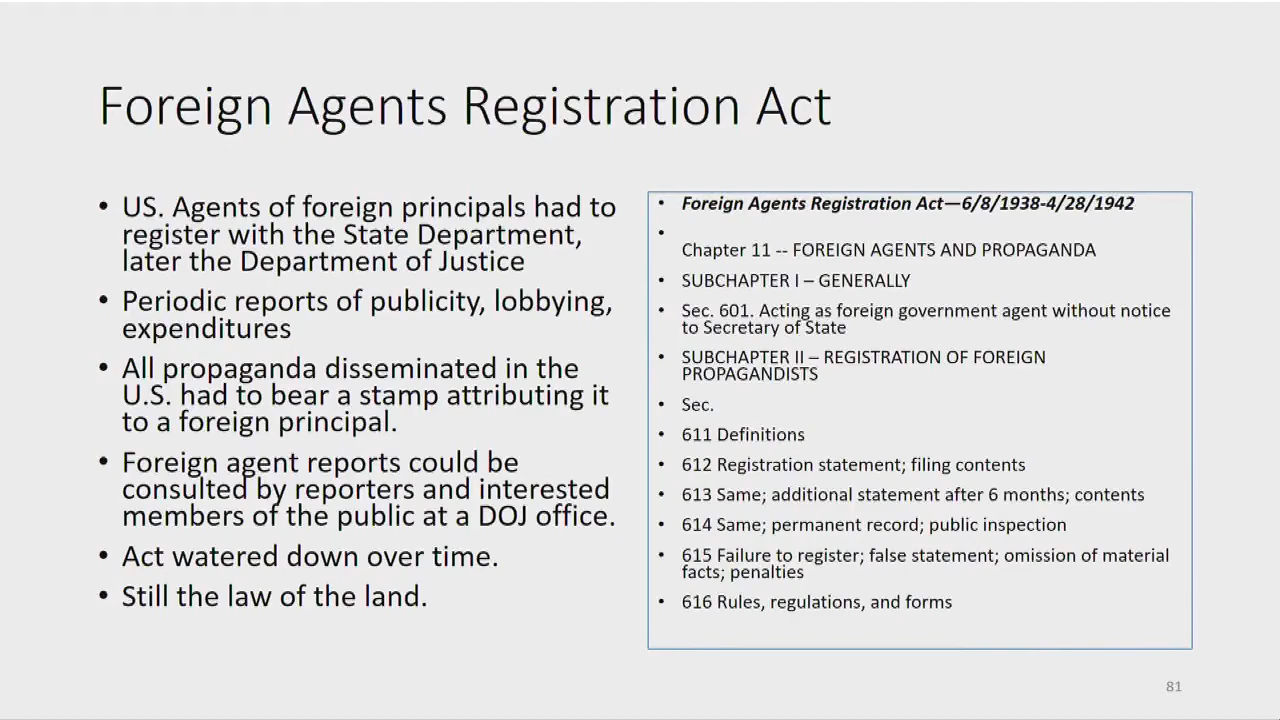 Foreign Agents Registration Act
• US. Agents of foreign principals had to
register with the State Department,
later the Department of Justice
• Periodic reports of publicity, lobbying,
expenditures
• All propaganda disseminated in the
U.S. had to bear a stamp attributing it
to a foreign principal.
• Foreign agent reports could be
consulted by reporters and interested
members of the public at a DOJ office.
• Act watered down over time.
• Still the law of the land.
• Foreign Agents Registration Act—6/8/1938-4/28/1942
•
Chapter 11 -- FOREIGN AGENTS AND PROPAGANDA
• SUBCHAPTER I – GENERALLY
• Sec. 601. Acting as foreign government agent without notice
to Secretary of State
• SUBCHAPTER II – REGISTRATION OF FOREIGN
PROPAGANDISTS
• Sec.
• 611 Definitions
• 612 Registration statement; filing contents
• 613 Same; additional statement after 6 months; contents
• 614 Same; permanent record; public inspection
• 615 Failure to register; false statement; omission of material
facts; penalties
• 616 Rules, regulations, and forms
81